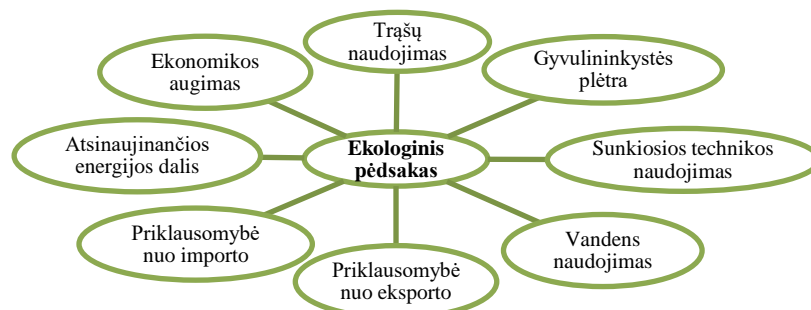 Trąšų
naudojimas
Ekonomikos
augimas
Gyvulininkystės
plėtra
Atsinaujinančios
energijos dalis
Ekologinis
pėdsakas
Sunkiosios technikos
naudojimas
Priklausomybė
nuo importo
Vandens
naudojimas
Priklausomybė
nuo eksporto